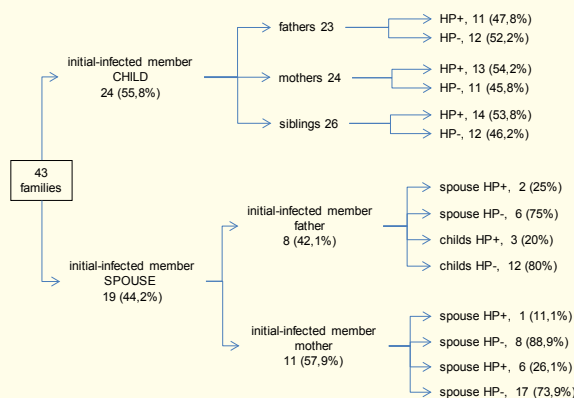 43
families
initial-infected member
CHILD
24 (55,8%)
fathers 23
HP+, 11 (47,8%)
HP-, 12 (52,2%)
mothers 24
HP+, 13 (54,2%)
HP-, 11 (45,8%)
siblings 26
HP+, 14 (53,8%)
HP-, 12 (46,2%)
initial-infected member
SPOUSE
19 (44,2%)
initial-infected member
father
8 (42,1%)
spouse HP+, 2 (25%)
spouse HP-, 6 (75%)
childs HP+, 3 (20%)
childs HP-, 12 (80%)
initial-infected member
mother
11 (57,9%)
spouse HP+, 1 (11,1%)
spouse HP-, 8 (88,9%)
spouse HP+, 6 (26,1%)
spouse HP-, 17 (73,9%)